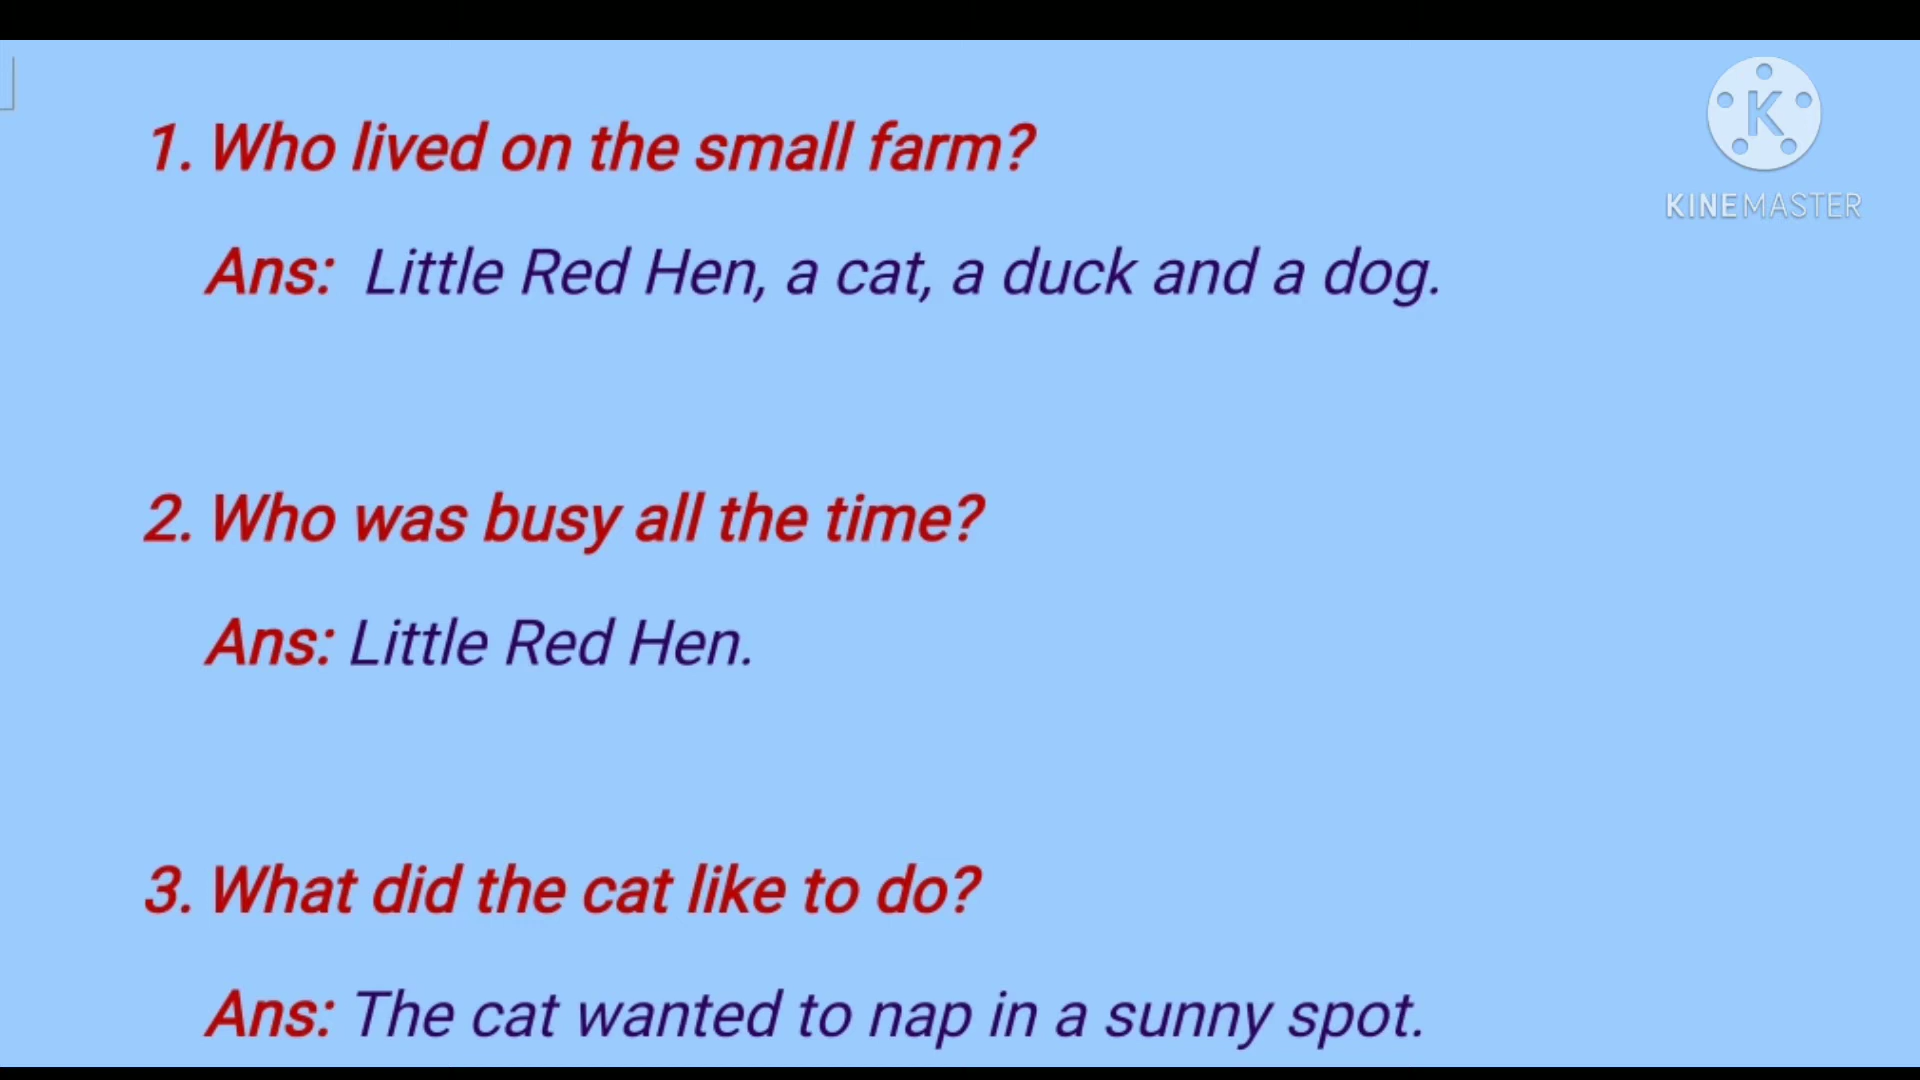 1. Who lived on the small farm?
K
KINEMASTER
Ans: Little Red Hen, a cat, a duck and a dog.
2. Who was busy all the time?
Ans: Little Red Hen.
3. What did the cat like to do?
Ans: The cat wanted to nap in a sunny spot.